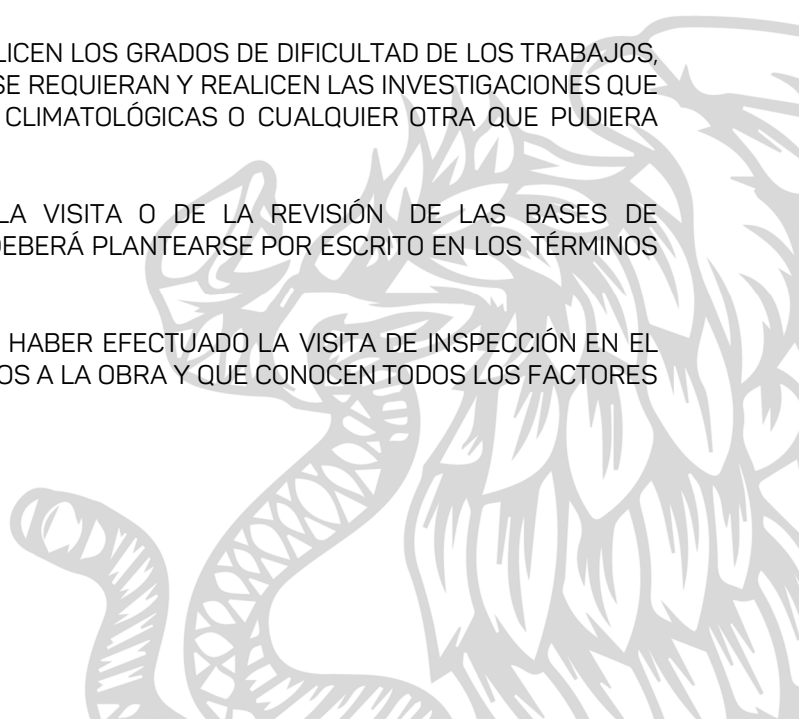 LICEN LOS GRADOS DE DIFICULTAD DE LOS TRABAJOS,
SE REQUIERAN Y REALICEN LAS INVESTIGACIONES QUE
CLIMATOLÓGICAS O CUALQUIER OTRA QUE PUDIERA
LA VISITA O DE LA REVISIÓN DE LAS BASES DE
DEBERÁ PLANTEARSE POR ESCRITO EN LOS TÉRMINOS
HABER EFECTUADO LA VISITA DE INSPECCIÓN EN EL
OS A LA OBRA Y QUE CONOCEN TODOS LOS FACTORES